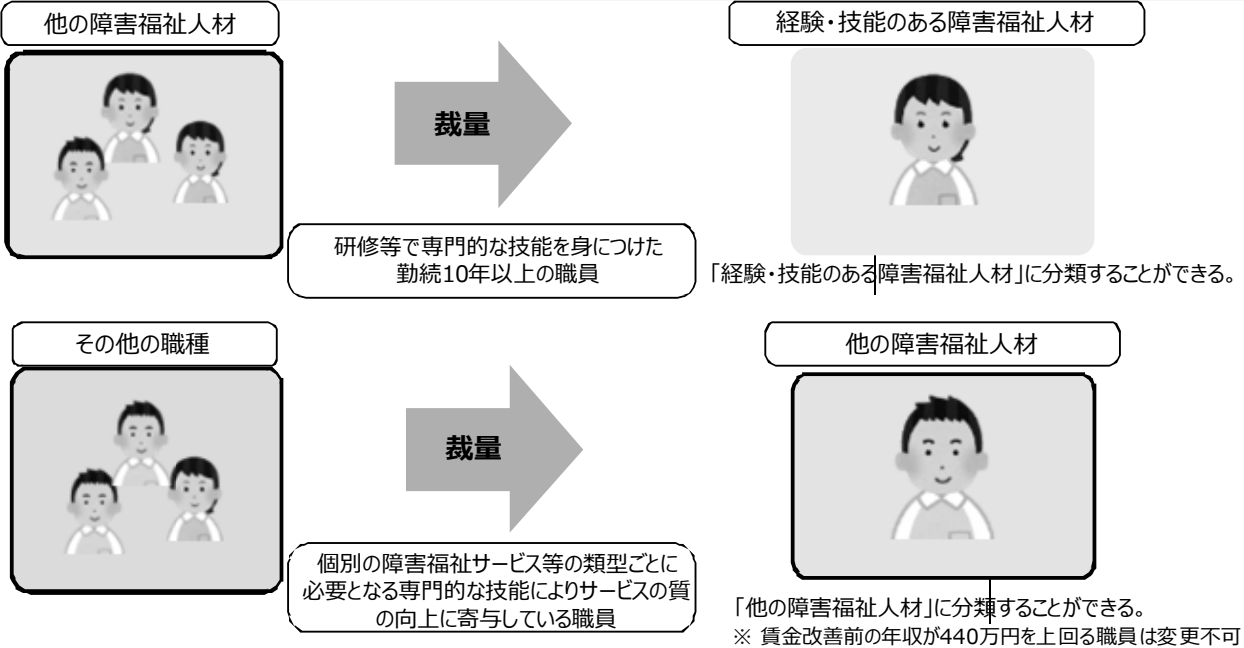 他の障害福祉人材
経験・技能のある障害福祉人材
裁量
研修等で専門的な技能を身につけた
勤続10年以上の職員
「経験・技能のある障害福祉人材」に分類することができる。
その他の職種
他の障害福祉人材
裁量
個別の障害福祉サービス等の類型ごとに
必要となる専門的な技能によりサービスの質
の向上に寄与している職員
「他の障害福祉人材」に分類することができる。
※ 賃金改善前の年収が440万円を上回る職員は変更不可